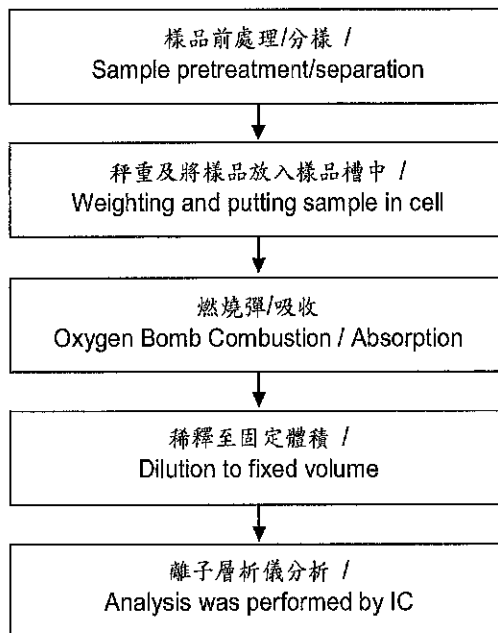 樣品前處理/分樣 /
Sample pretreatment/separation
秤重及將樣品放入樣品槽中 /
Weighting and putting sample in cell
燃燒彈/吸收
Oxygen Bomb Combustion / Absorption
稀釋至固定體積 /
Dilution to fixed volume
離子層析儀分析 /
Analysis was performed by IC